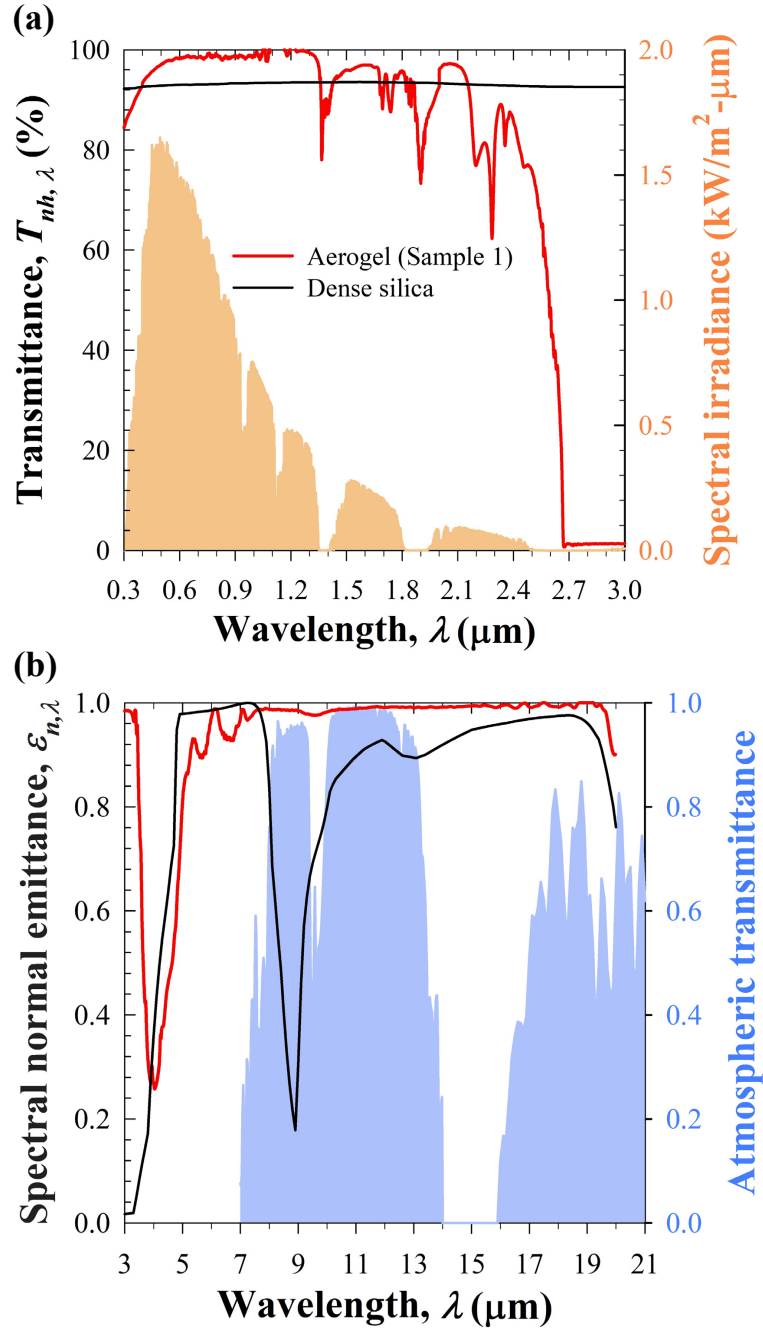 (a)
Transmittance, T_{nh, λ} (%)
100
80
60
40
20
0
Aerogel (Sample 1)
Dense silica
2.0
1.5
1.0
0.5
0.0
Spectral irradiance (kW/m²-μm)
0.3 0.6 0.9 1.2 1.5 1.8 2.1 2.4 2.7 3.0
Wavelength, λ (μm)
(b)
Spectral normal emittance, ε_{n,λ}
1.0
0.8
0.6
0.4
0.2
0.0
1.0
0.8
0.6
0.4
0.2
0.0
Atmospheric transmittance
3 5 7 9 11 13 15 17 19 21
Wavelength, λ (μm)